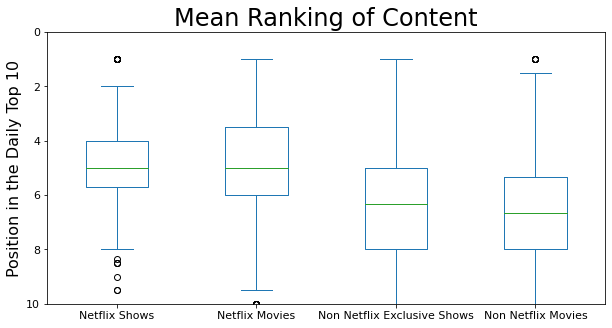 Mean Ranking of Content
Position in the Daily Top 10
0
2
4
6
8
10
Netflix Shows
Netflix Movies
Non Netflix Exclusive Shows
Non Netflix Movies